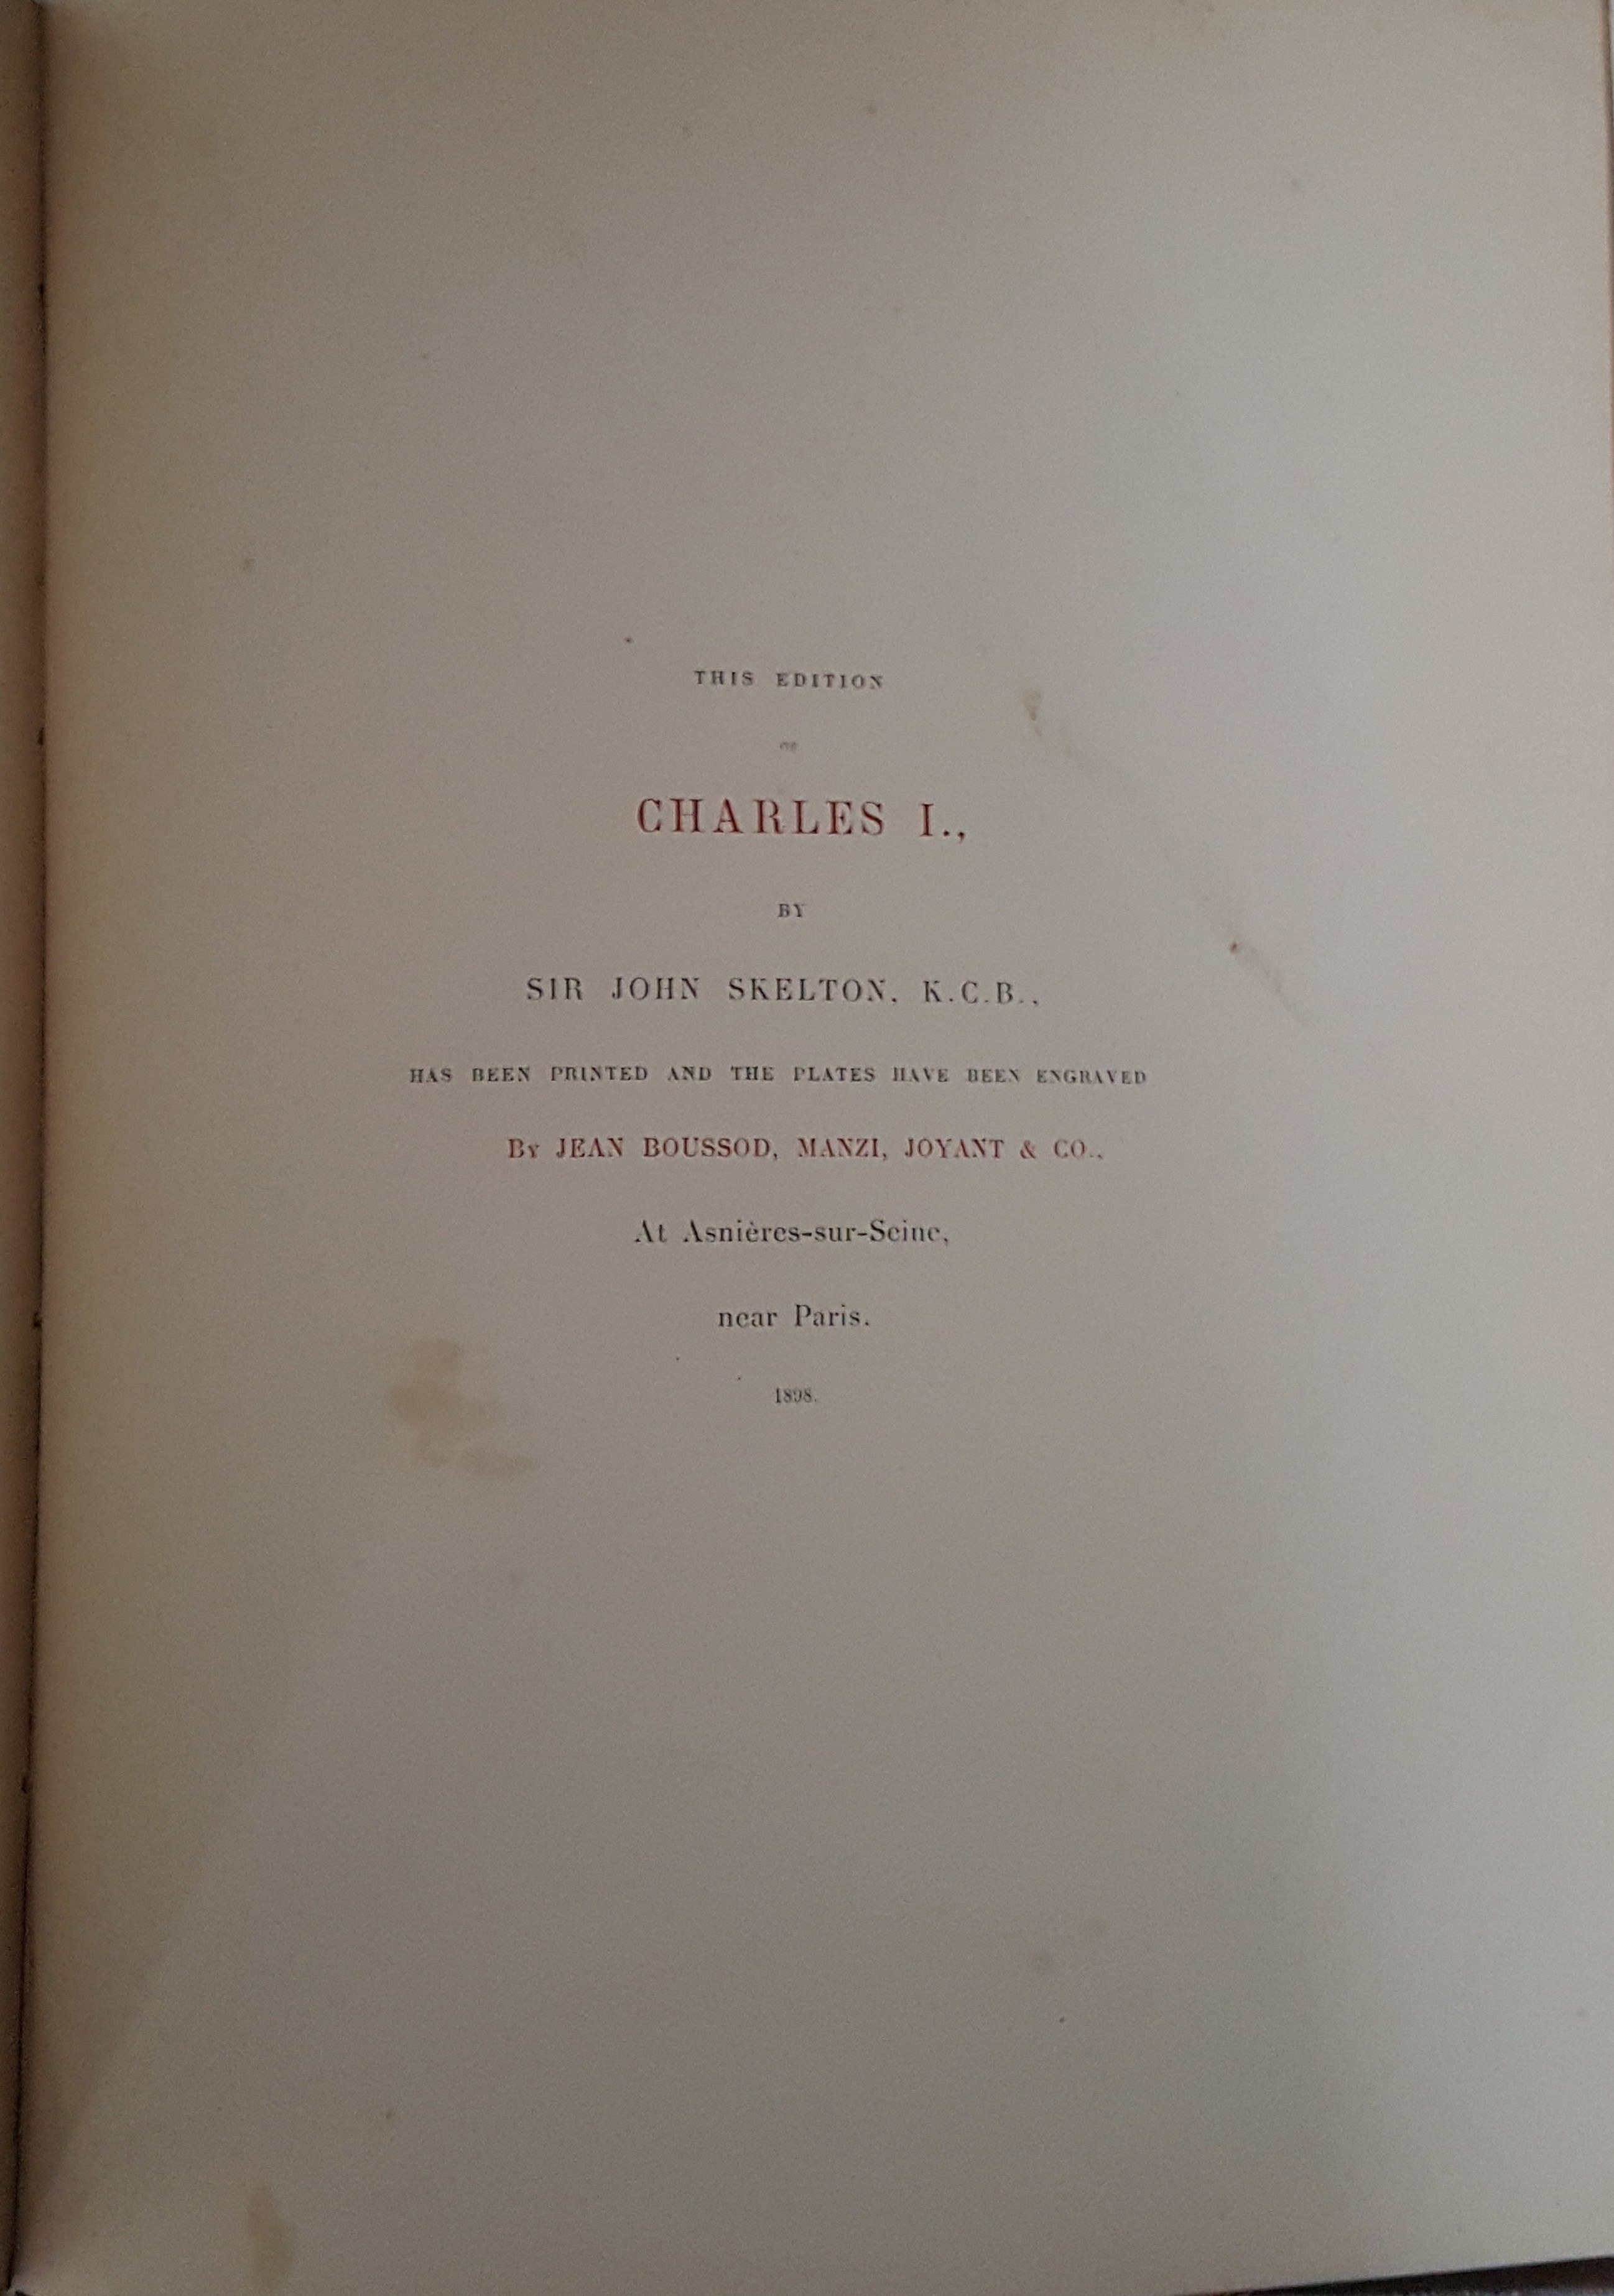 THIS EDITION
OF
CHARLES I.,
BY
SIR JOHN SKELTON, K.C.B.,
HAS BEEN PRINTED AND THE PLATES HAVE BEEN ENGRAVED
By JEAN BOUSSOD, MANZI, JOYANT & CO.,
At Asnières-sur-Seine,
near Paris.
1898.